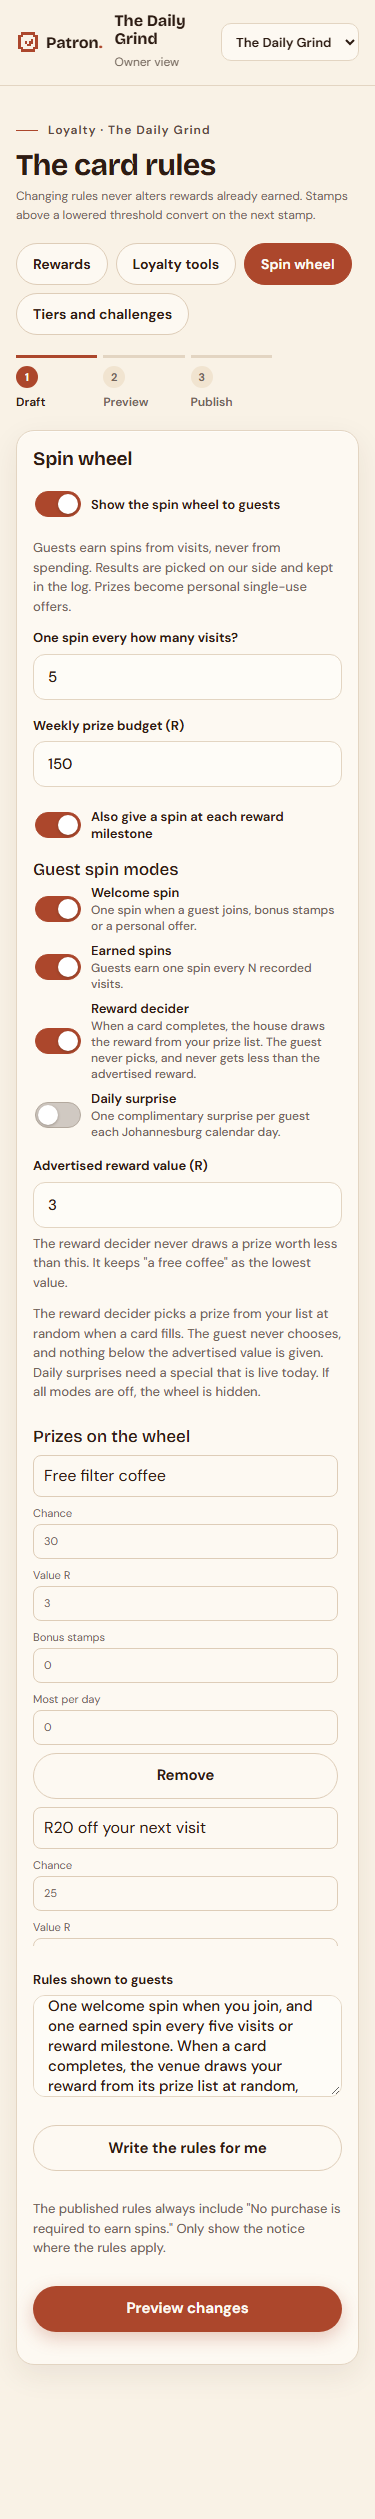 Patron.
The Daily
Grind
Owner view
The Daily Grind
Loyalty · The Daily Grind
The card rules
Changing rules never alters rewards already earned. Stamps
above a lowered threshold convert on the next stamp.
Rewards
Loyalty tools
Spin wheel
Tiers and challenges
1
2
3
Draft
Preview
Publish
Spin wheel
Show the spin wheel to guests
Guests earn spins from visits, never from
spending. Results are picked on our side and kept
in the log. Prizes become personal single-use
offers.
One spin every how many visits?
5
Weekly prize budget (R)
150
Also give a spin at each reward
milestone
Guest spin modes
Welcome spin
One spin when a guest joins, bonus stamps
or a personal offer.
Earned spins
Guests earn one spin every N recorded
visits.
Reward decider
When a card completes, the house draws
the reward from your prize list. The guest
never picks, and never gets less than the
advertised reward.
Daily surprise
One complimentary surprise per guest
each Johannesburg calendar day.
Advertised reward value (R)
3
The reward decider never draws a prize worth less
than this. It keeps "a free coffee" as the lowest
value.
The reward decider picks a prize from your list at
random when a card fills. The guest never chooses,
and nothing below the advertised value is given.
Daily surprises need a special that is live today. If
all modes are off, the wheel is hidden.
Prizes on the wheel
Free filter coffee
Chance
30
Value R
3
Bonus stamps
0
Most per day
0
Remove
R20 off your next visit
Chance
25
Value R
Rules shown to guests
One welcome spin when you join, and
one earned spin every five visits or
reward milestone. When a card
completes, the venue draws your
reward from its prize list at random,
Write the rules for me
The published rules always include "No purchase is
required to earn spins." Only show the notice
where the rules apply.
Preview changes